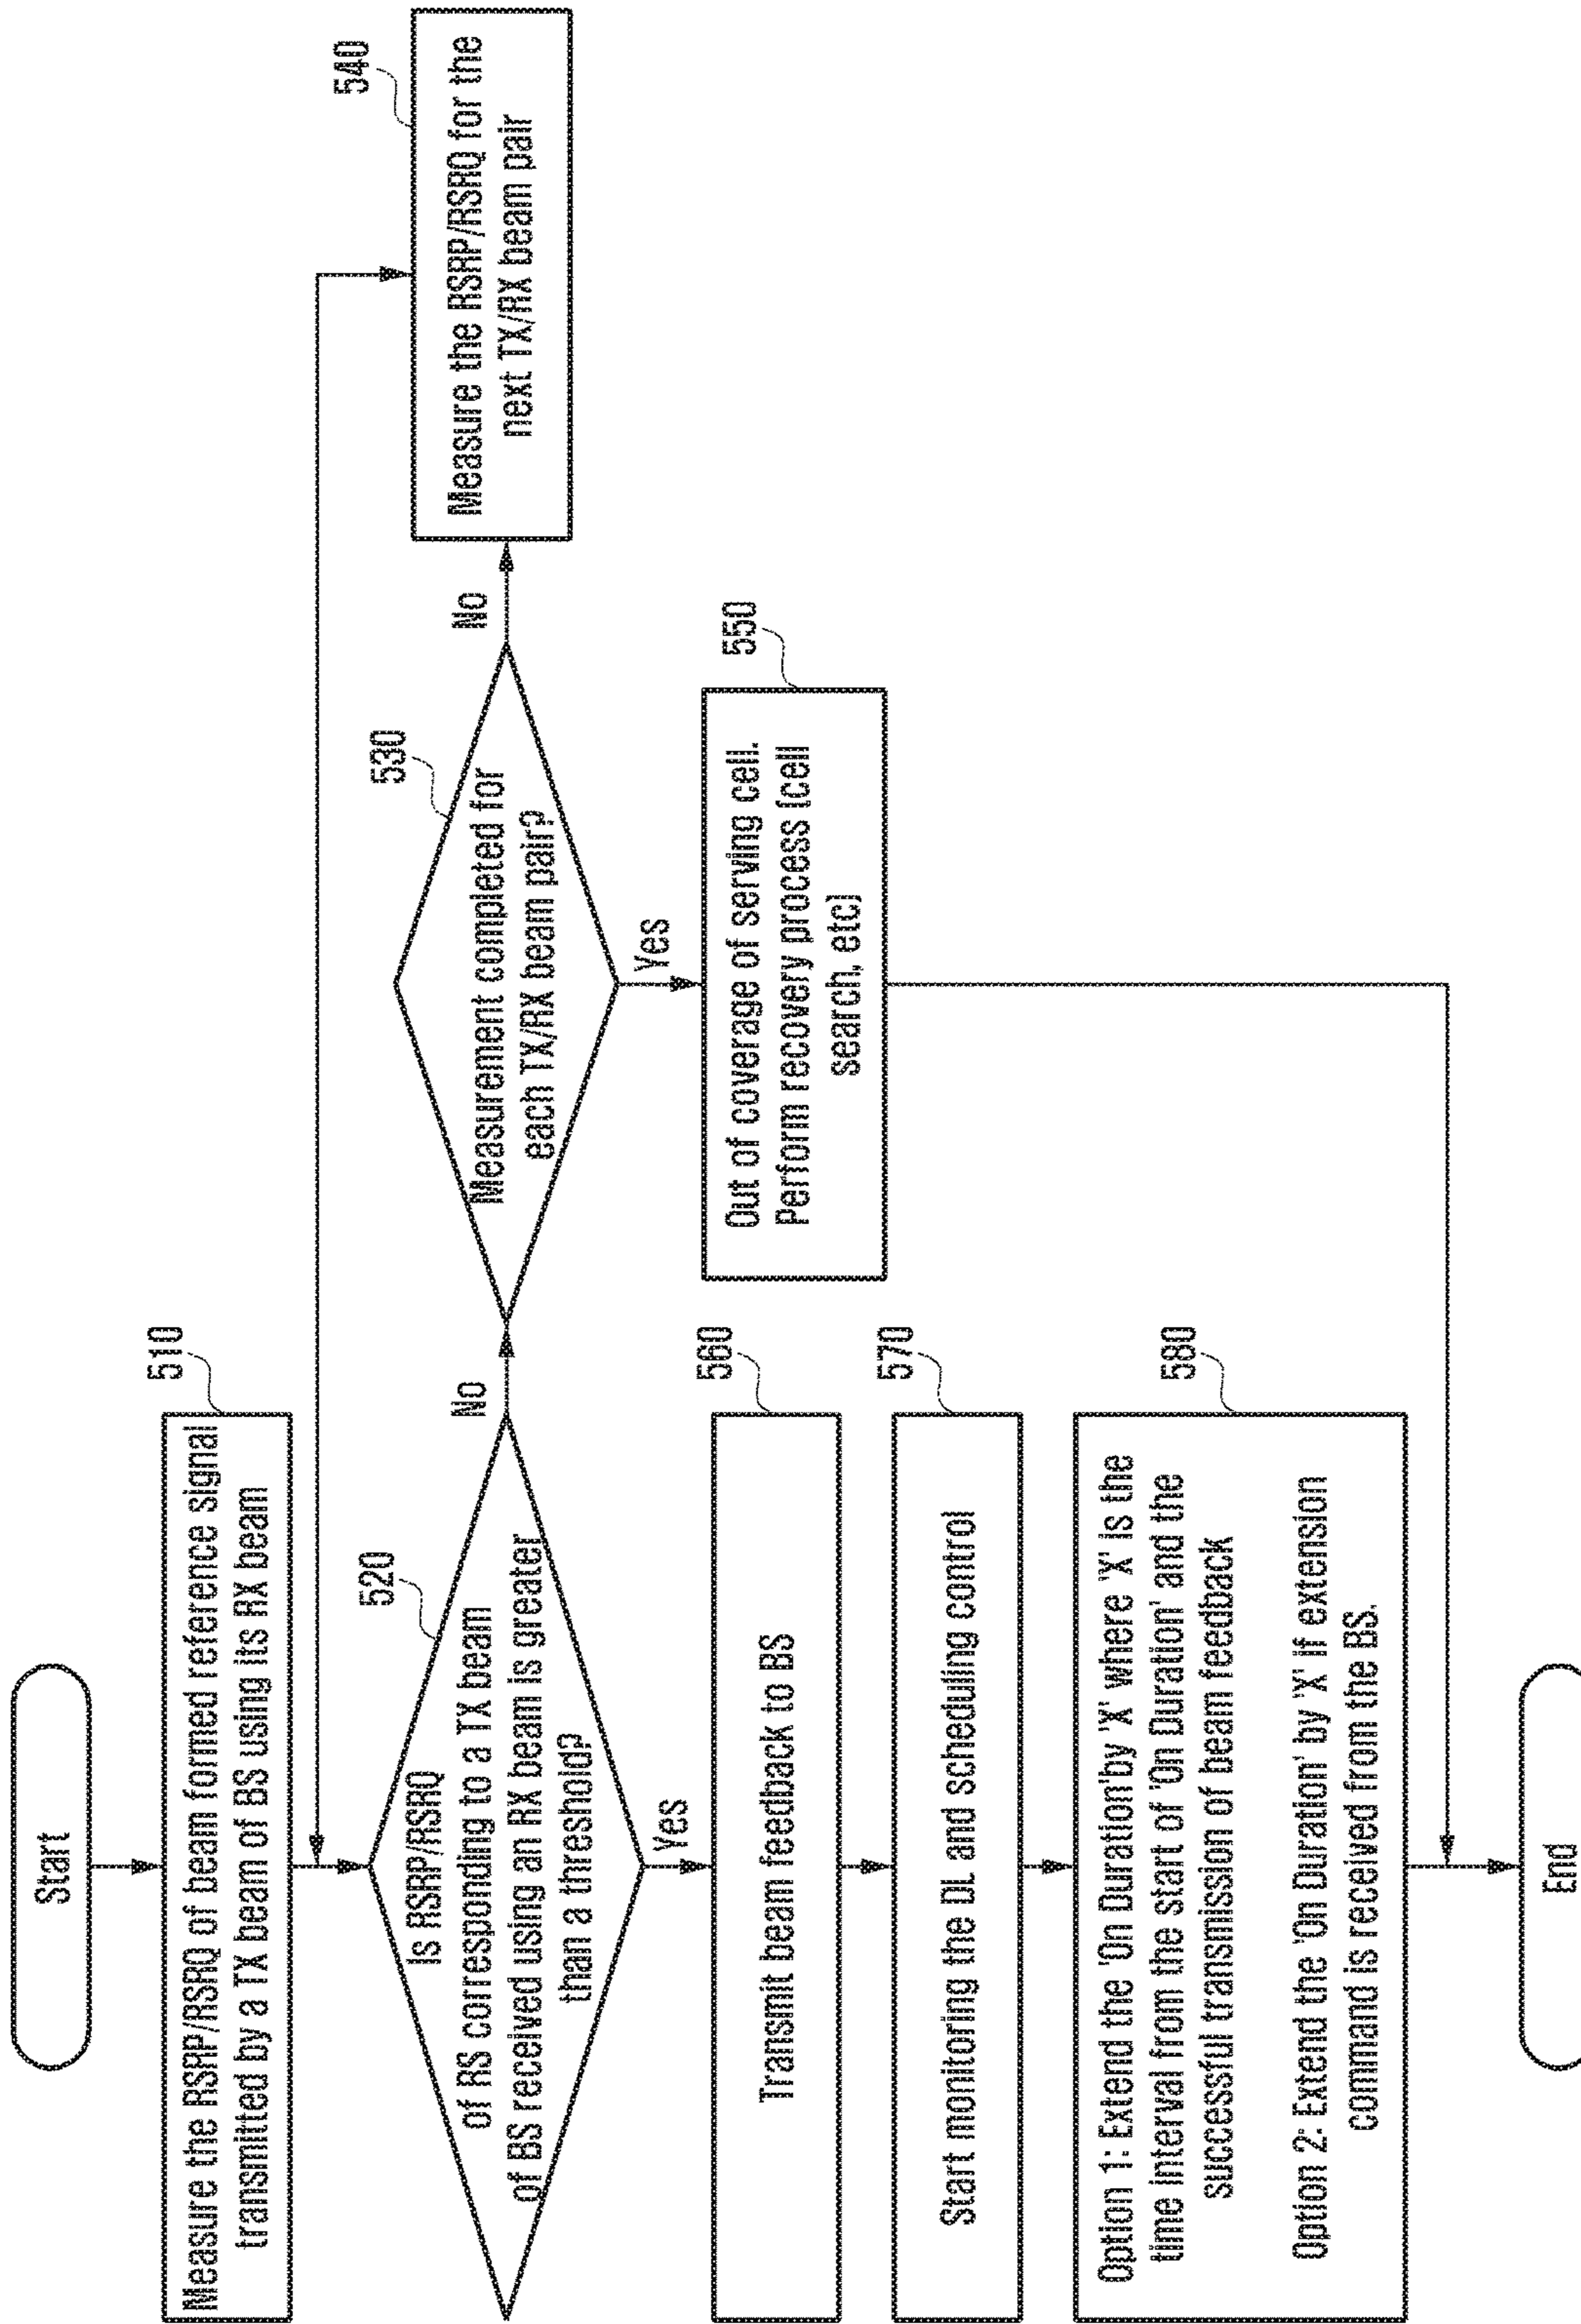 Start
510
Measure the RSRP/RSRQ of beam formed reference signal
transmitted by a TX beam of BS using its RX beam
520
Is RSRP/RSRQ
of RS corresponding to a TX beam
of BS received using an RX beam is greater
than a threshold?
No
Yes
530
Measurement completed for
each TX/RX beam pair?
No
Yes
540
Measure the RSRP/RSRQ for the
next TX/RX beam pair
550
Out of coverage of serving cell.
Perform recovery process (cell
search, etc)
560
Transmit beam feedback to BS
570
Start monitoring the DL and scheduling control
580
Option 1: Extend the 'On Duration'by 'X' where 'X' is the
time interval from the start of 'On Duration' and the
successful transmission of beam feedback
Option 2: Extend the 'On Duration' by 'X' if extension
command is received from the BS.
End